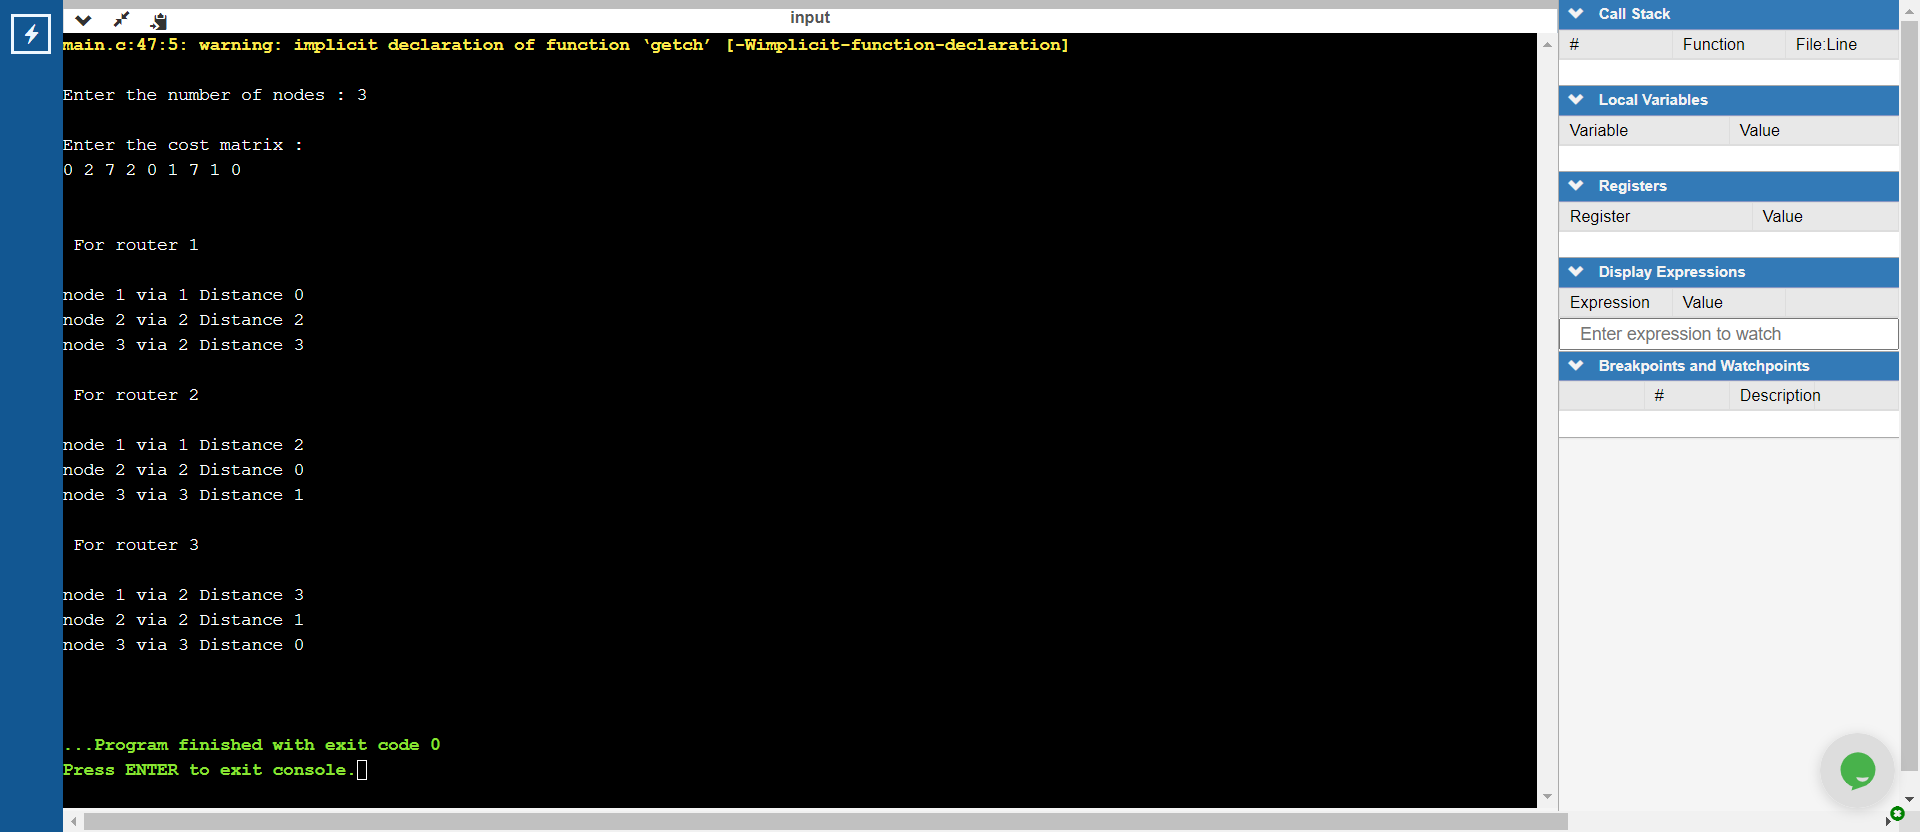 input
main.c:47:5: warning: implicit declaration of function ‘getch’ [-Wimplicit-function-declaration]
Enter the number of nodes : 3
Enter the cost matrix :
0 2 7 2 0 1 7 1 0
For router 1
node 1 via 1 Distance 0
node 2 via 2 Distance 2
node 3 via 2 Distance 3
For router 2
node 1 via 1 Distance 2
node 2 via 2 Distance 0
node 3 via 3 Distance 1
For router 3
node 1 via 2 Distance 3
node 2 via 2 Distance 1
node 3 via 3 Distance 0
...Program finished with exit code 0
Press ENTER to exit console.
Call Stack
# Function File:Line
Local Variables
Variable Value
Registers
Register Value
Display Expressions
Expression Value
Enter expression to watch
Breakpoints and Watchpoints
# Description